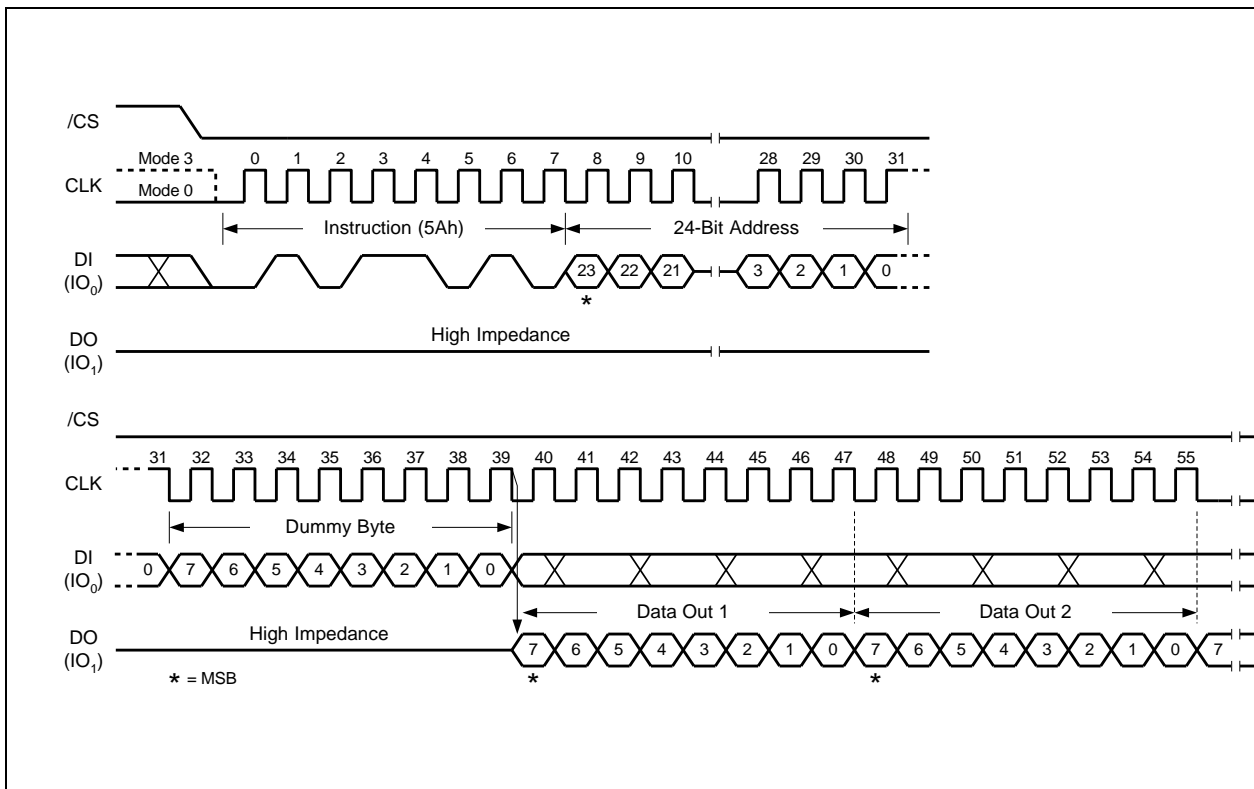 /CS
Mode 3
0 1 2 3 4 5 6 7 8 9 10 28 29 30 31
CLK
Mode 0
Instruction (5Ah) 24-Bit Address
DI
(IO0)
23 22 21 3 2 1 0
*
High Impedance
DO
(IO1)
/CS
31 32 33 34 35 36 37 38 39 40 41 42 43 44 45 46 47 48 49 50 51 52 53 54 55
CLK
Dummy Byte
DI
(IO0)
0 7 6 5 4 3 2 1 0
Data Out 1 Data Out 2
High Impedance
DO
(IO1)
7 6 5 4 3 2 1 0 7 6 5 4 3 2 1 0 7
* = MSB * *